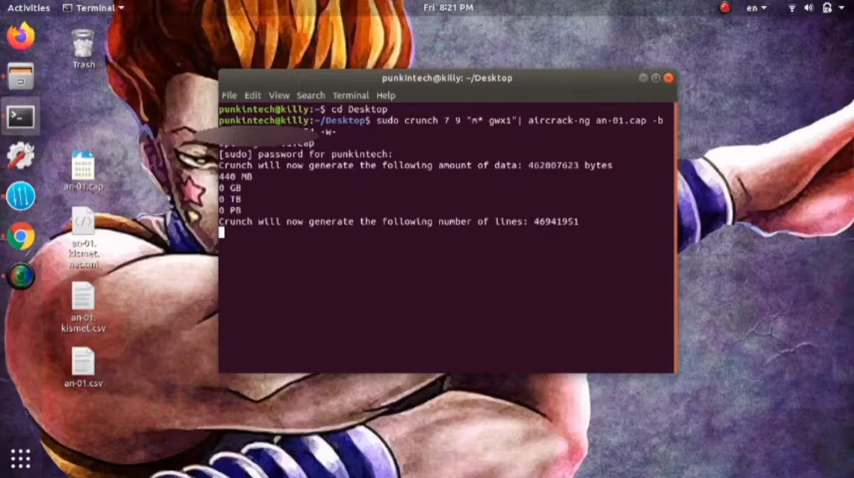 Activities
Terminal
Fri 8:21 PM
en
Trash
an-01.cap
an-01.
kismet.
an-01.
kismet.csv
an-01.csv
punkintech@killy: ~/Desktop
File Edit View Search Terminal Help
punkintech@killy:~$ cd Desktop
punkintech@killy:~/Desktop$ sudo crunch 7 9 "m* gwx1"| aircrack-ng an-01.cap -b
-w-
[sudo] password for punkintech:
Crunch will now generate the following amount of data: 462007623 bytes
440 MB
0 GB
0 TB
0 PB
Crunch will now generate the following number of lines: 46941951